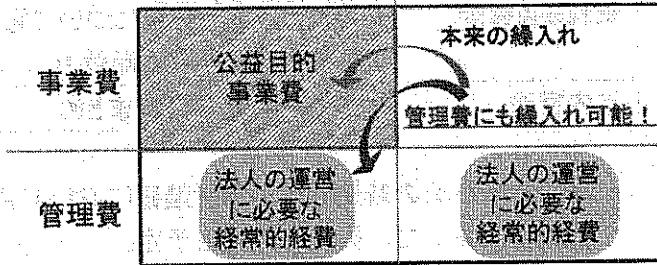 事業費
公益目的
事業費
本来の繰入れ
管理費にも繰入れ可能！
管理費
法人の運営
に必要な
経常的経費
法人の運営
に必要な
経常的経費